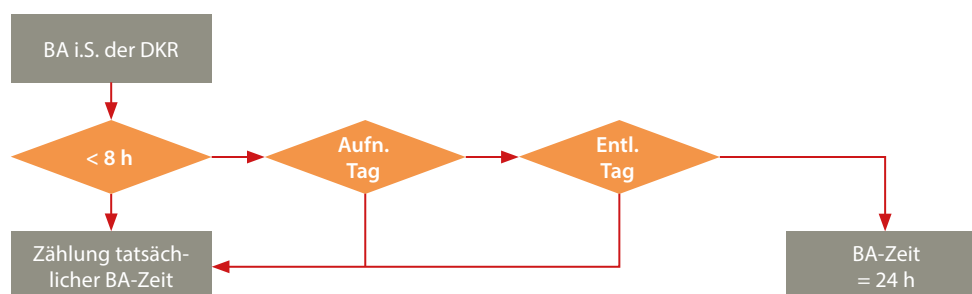 BA i.S. der DKR
< 8 h
Aufn.
Tag
Entl.
Tag
Zählung tatsäch-
licher BA-Zeit
BA-Zeit
= 24 h